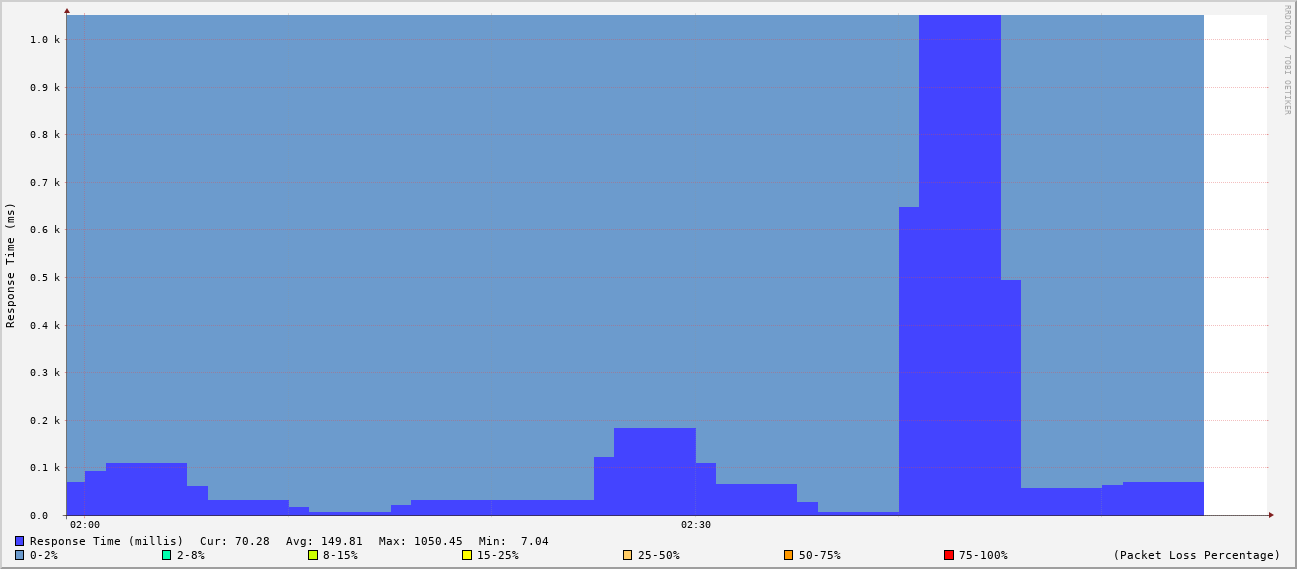 RRDTOOL / TOBI OETIKER
Response Time (ms)
1.0 k
0.9 k
0.8 k
0.7 k
0.6 k
0.5 k
0.4 k
0.3 k
0.2 k
0.1 k
0.0
02:00 02:30
Response Time (millis) Cur: 70.28 Avg: 149.81 Max: 1050.45 Min: 7.04
0-2% 2-8% 8-15% 15-25% 25-50% 50-75% 75-100% (Packet Loss Percentage)